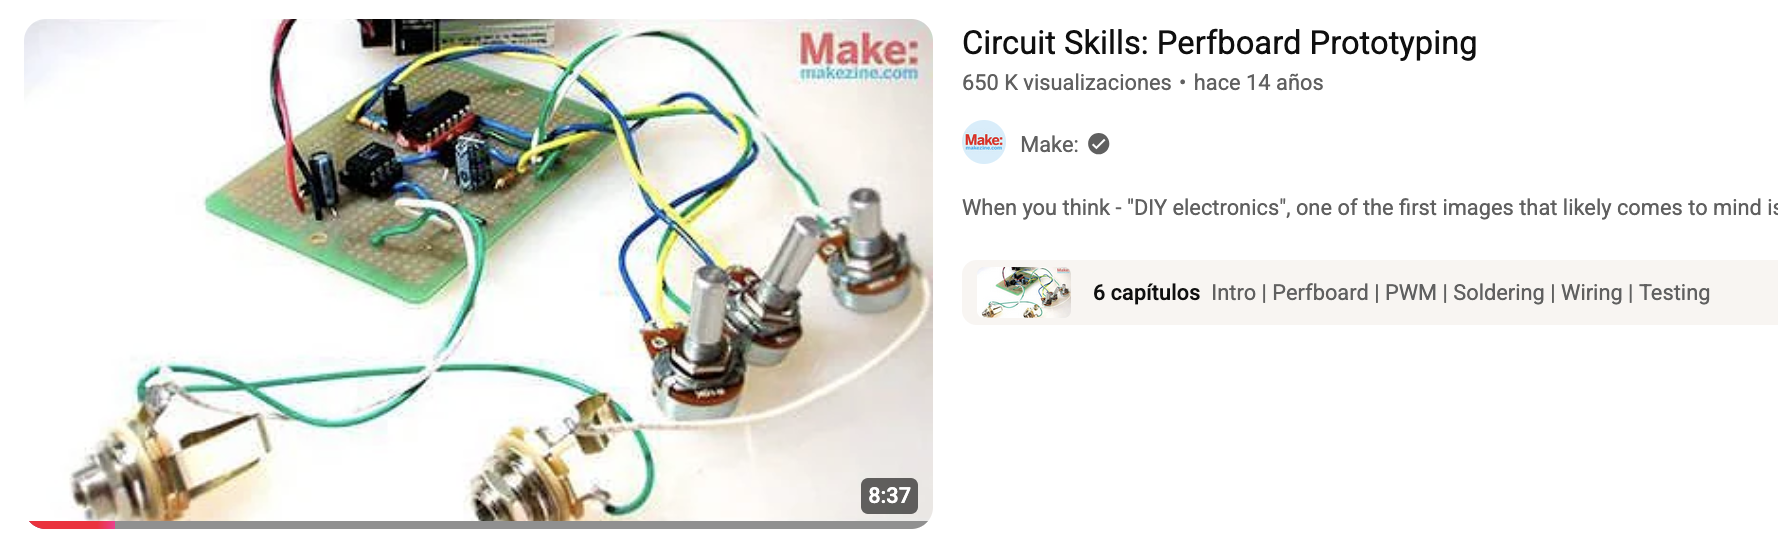 Make:
makezine.com
8:37
Circuit Skills: Perfboard Prototyping
650 K visualizaciones • hace 14 años
Make:
makezine.com
Make:
When you think - "DIY electronics", one of the first images that likely comes to mind is
6 capítulos Intro | Perfboard | PWM | Soldering | Wiring | Testing